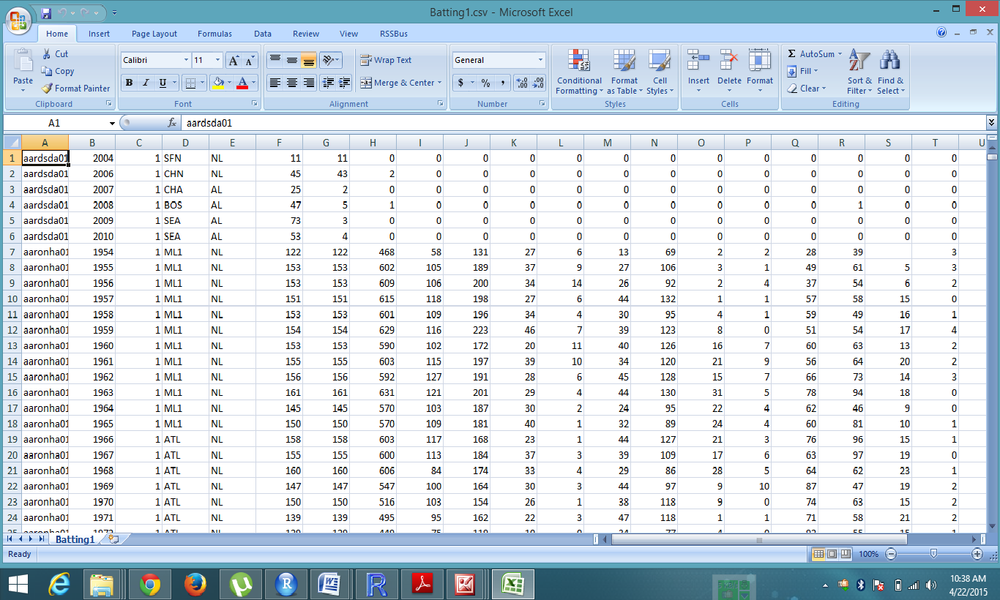 Batting1.csv - Microsoft Excel
Home Insert Page Layout Formulas Data Review View RSSBus
Paste Cut Copy Format Painter
Calibri 11 A A
B I U A
Wrap Text
Merge & Center
General
$ % ,
Conditional Formatting Format as Table Cell Styles
Insert Delete Format
Σ AutoSum Fill Clear
Sort & Filter Find & Select
Clipboard Font Alignment Number Styles Cells Editing
A1 fx aardsda01
A B C D E F G H I J K L M N O P Q R S T U
1 aardsda01 2004 1 SFN NL 11 11 0 0 0 0 0 0 0 0 0 0 0 0 0
2 aardsda01 2006 1 CHN NL 45 43 2 0 0 0 0 0 0 0 0 0 0 0 0
3 aardsda01 2007 1 CHA AL 25 2 0 0 0 0 0 0 0 0 0 0 0 0 0
4 aardsda01 2008 1 BOS AL 47 5 1 0 0 0 0 0 0 0 0 0 1 0 0
5 aardsda01 2009 1 SEA AL 73 3 0 0 0 0 0 0 0 0 0 0 0 0 0
6 aardsda01 2010 1 SEA AL 53 4 0 0 0 0 0 0 0 0 0 0 0 0 0
7 aaronha01 1954 1 ML1 NL 122 122 468 58 131 27 6 13 69 2 2 28 39 3
8 aaronha01 1955 1 ML1 NL 153 153 602 105 189 37 9 27 106 3 1 49 61 5 3
9 aaronha01 1956 1 ML1 NL 153 153 609 106 200 34 14 26 92 2 4 37 54 6 2
10 aaronha01 1957 1 ML1 NL 151 151 615 118 198 27 6 44 132 1 1 57 58 15 0
11 aaronha01 1958 1 ML1 NL 153 153 601 109 196 34 4 30 95 4 1 59 49 16 1
12 aaronha01 1959 1 ML1 NL 154 154 629 116 223 46 7 39 123 8 0 51 54 17 4
13 aaronha01 1960 1 ML1 NL 153 153 590 102 172 20 11 40 126 16 7 60 63 13 2
14 aaronha01 1961 1 ML1 NL 155 155 603 115 197 39 10 34 120 21 9 56 64 20 2
15 aaronha01 1962 1 ML1 NL 156 156 592 127 191 28 6 45 128 15 7 66 73 14 3
16 aaronha01 1963 1 ML1 NL 161 161 631 121 201 29 4 44 130 31 5 78 94 18 0
17 aaronha01 1964 1 ML1 NL 145 145 570 103 187 30 2 24 95 22 4 62 46 9 0
18 aaronha01 1965 1 ML1 NL 150 150 570 109 181 40 1 32 89 24 4 60 81 10 1
19 aaronha01 1966 1 ATL NL 158 158 603 117 168 23 1 44 127 21 3 76 96 15 1
20 aaronha01 1967 1 ATL NL 155 155 600 113 184 37 3 39 109 17 6 63 97 19 0
21 aaronha01 1968 1 ATL NL 160 160 606 84 174 33 4 29 86 28 5 64 62 23 1
22 aaronha01 1969 1 ATL NL 147 147 547 100 164 30 3 44 97 9 10 87 47 19 2
23 aaronha01 1970 1 ATL NL 150 150 516 103 154 26 1 38 118 9 0 74 63 15 2
24 aaronha01 1971 1 ATL NL 139 139 495 95 162 22 3 47 118 1 1 71 58 21 2
25 aaronha01 1972 1 ATL NL 129 129 449 75 119 10 0 34 77 4 0 92 55 15 1
Batting1
Ready 100%
10:38 AM
4/22/2015